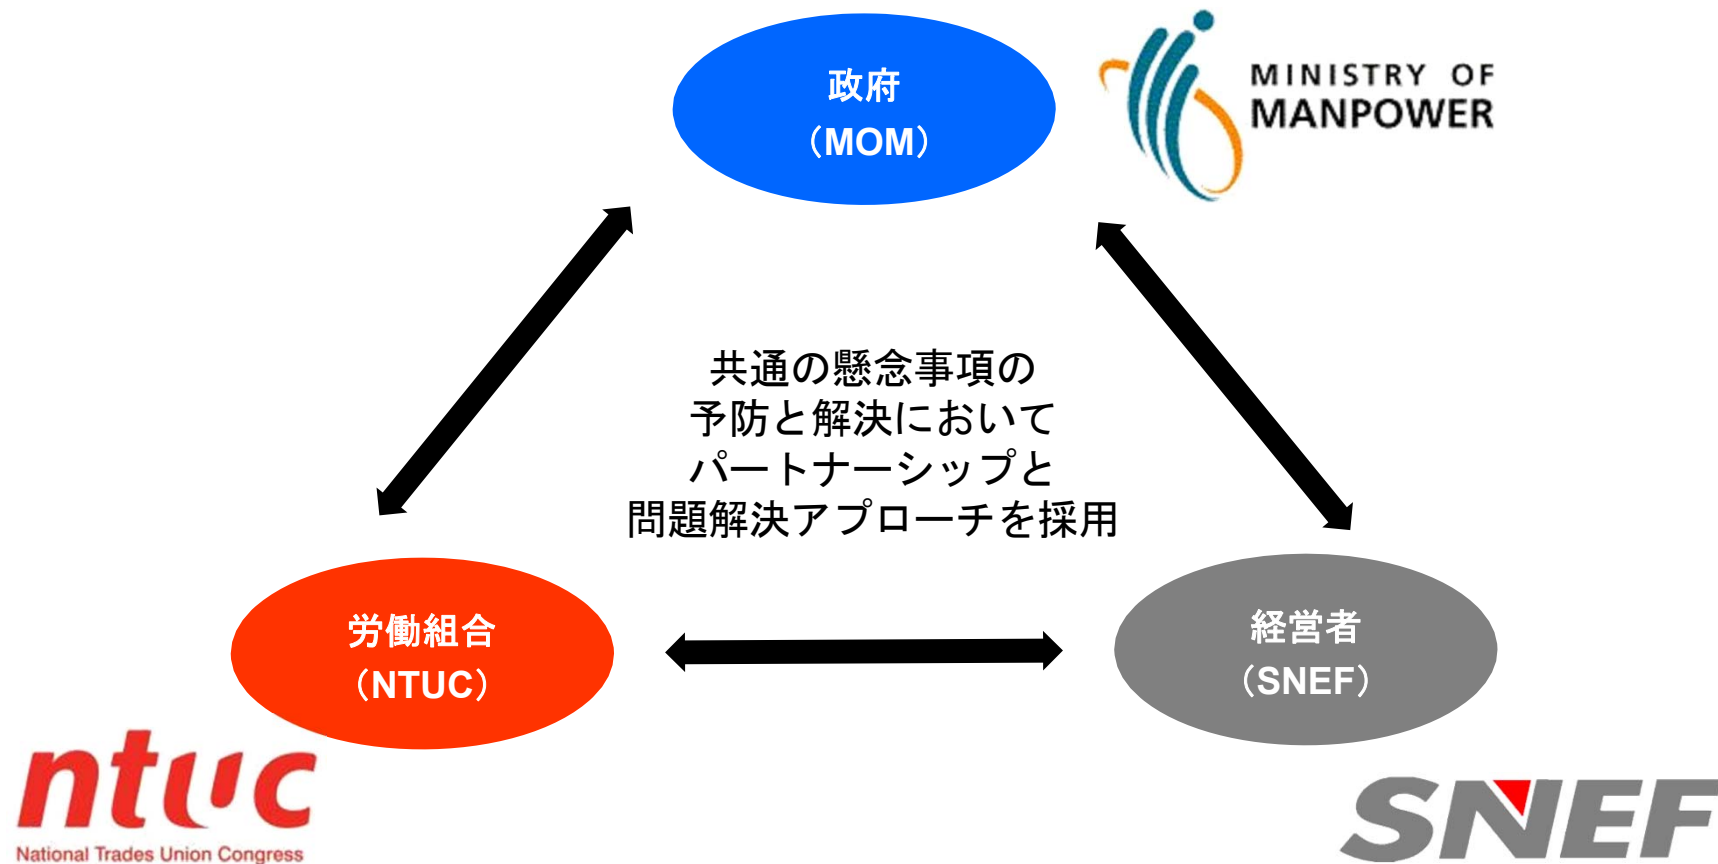 政府
（MOM）
MINISTRY OF
MANPOWER
共通の懸念事項の
予防と解決において
パートナーシップと
問題解決アプローチを採用
労働組合
（NTUC）
経営者
（SNEF）
ntuc
National Trades Union Congress
SNEF